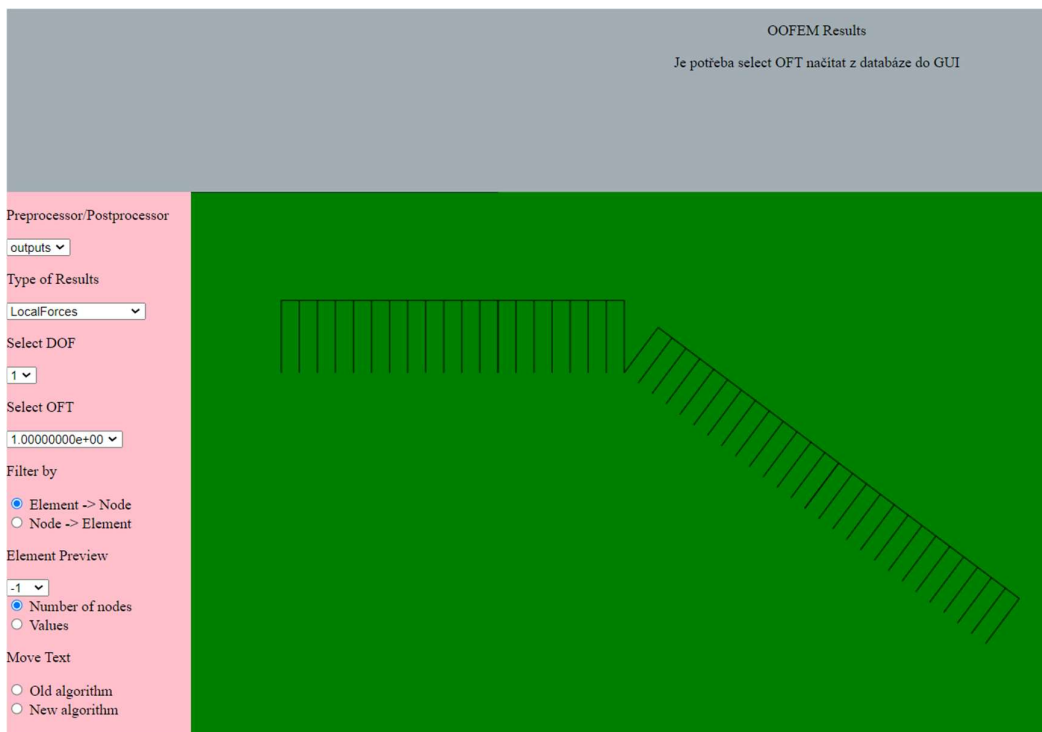 OOFEM Results
Je potřeba select OFT načitat z databáze do GUI
Preprocessor/Postprocessor
outputs
Type of Results
LocalForces
Select DOF
1
Select OFT
1.00000000e+00
Filter by
Element -> Node
Node -> Element
Element Preview
-1
Number of nodes
Values
Move Text
Old algorithm
New algorithm